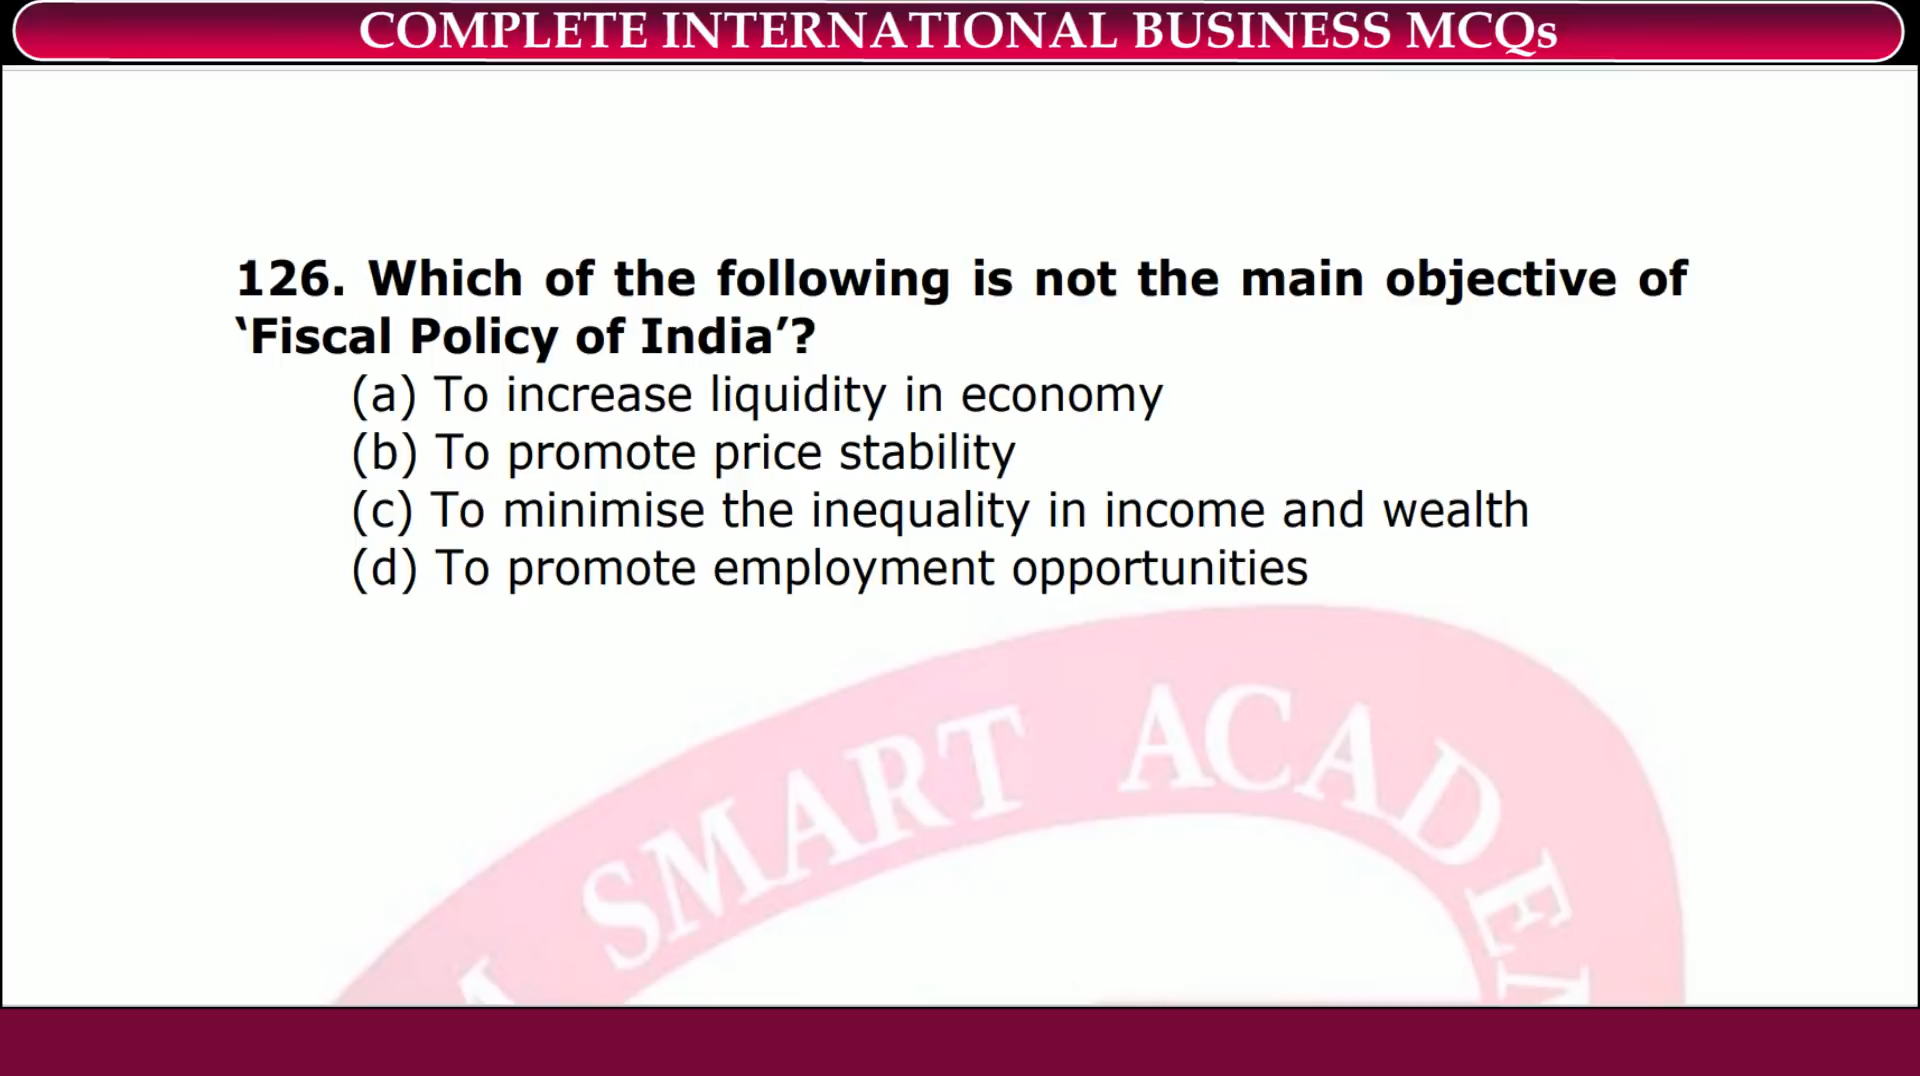 COMPLETE INTERNATIONAL BUSINESS MCQs
126. Which of the following is not the main objective of
‘Fiscal Policy of India’?
(a) To increase liquidity in economy
(b) To promote price stability
(c) To minimise the inequality in income and wealth
(d) To promote employment opportunities
SMART ACADEM